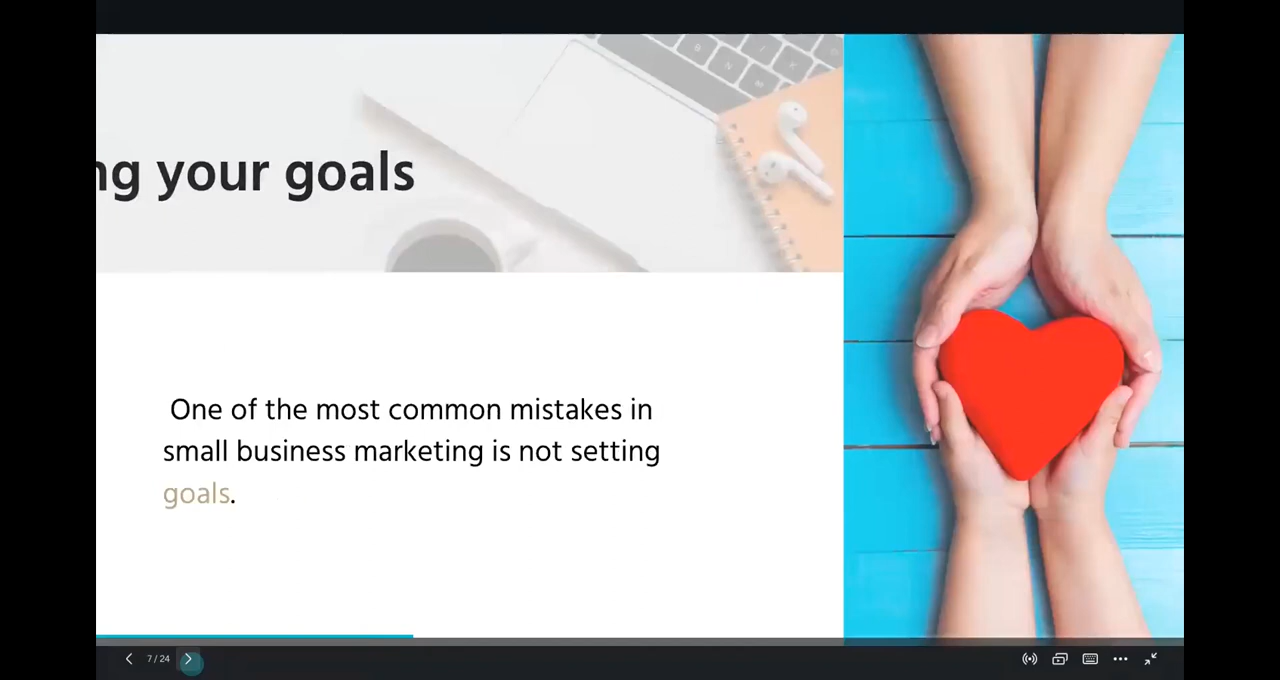 ng your goals
One of the most common mistakes in
small business marketing is not setting
goals.
7 / 24